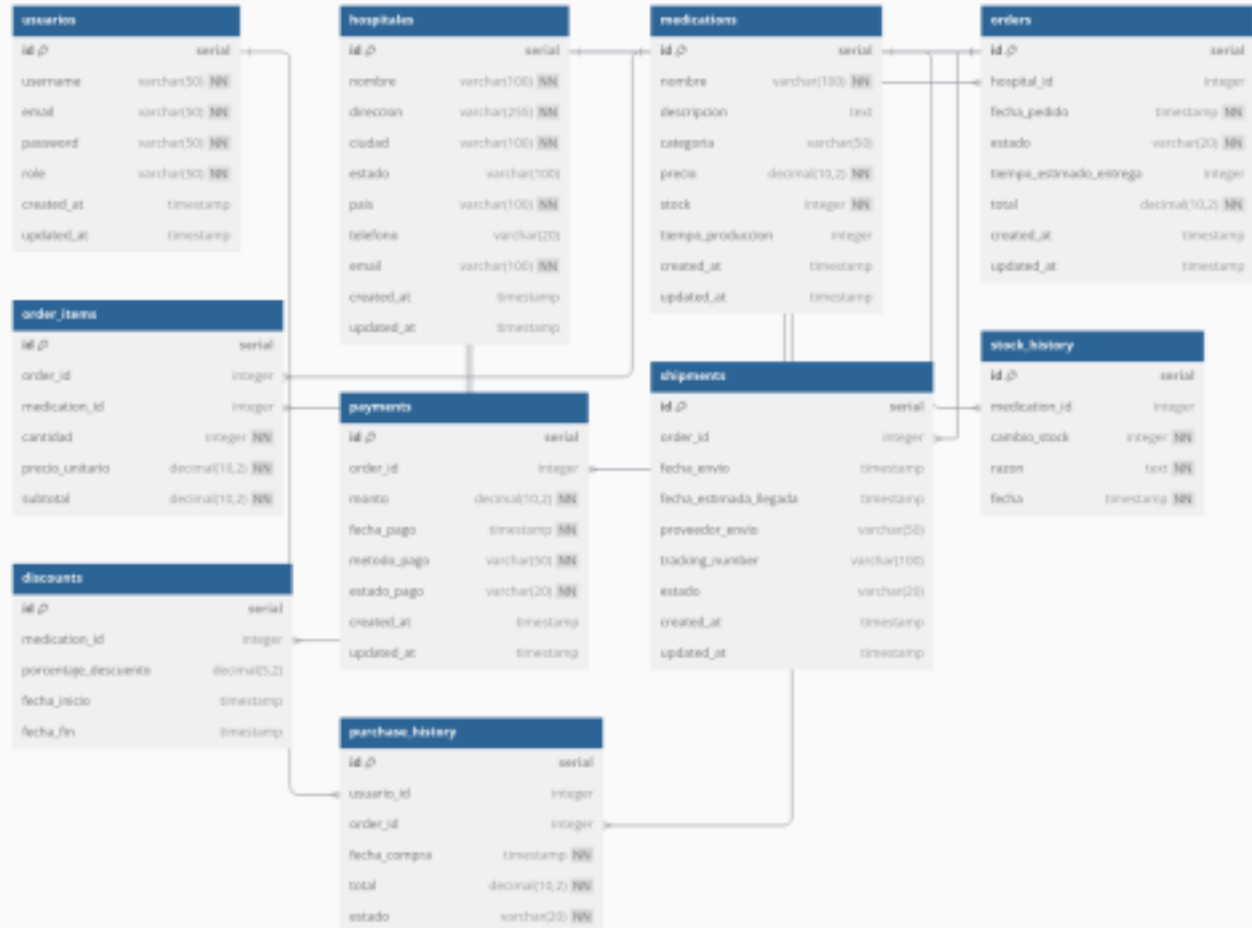 usuarios
id serial
username varchar(50) NN
email varchar(50) NN
password varchar(50) NN
role varchar(50) NN
created_at timestamp
updated_at timestamp
hospitales
id serial
nombre varchar(100) NN
direccion varchar(255) NN
ciudad varchar(100) NN
estado varchar(100)
pais varchar(100) NN
telefono varchar(20)
email varchar(100) NN
created_at timestamp
updated_at timestamp
medications
id serial
nombre varchar(100) NN
descripcion text
categoria varchar(50)
precio decimal(10,2) NN
stock integer NN
tiempo_produccion integer
created_at timestamp
updated_at timestamp
orders
id serial
hospital_id integer
fecha_pedido timestamp NN
estado varchar(20) NN
tiempo_estimado_entrega integer
total decimal(10,2) NN
created_at timestamp
updated_at timestamp
order_items
id serial
order_id integer
medication_id integer
cantidad integer NN
precio_unitario decimal(10,2) NN
subtotal decimal(10,2) NN
payments
id serial
order_id integer
monto decimal(10,2) NN
fecha_pago timestamp NN
metodo_pago varchar(50) NN
estado_pago varchar(20) NN
created_at timestamp
updated_at timestamp
shipments
id serial
order_id integer
fecha_envio timestamp
fecha_estimada_llegada timestamp
proveedor_envio varchar(50)
tracking_number varchar(100)
estado varchar(20)
created_at timestamp
updated_at timestamp
stock_history
id serial
medication_id integer
cambio_stock integer NN
razon text NN
fecha timestamp NN
discounts
id serial
medication_id integer
porcentaje_descuento decimal(5,2)
fecha_inicio timestamp
fecha_fin timestamp
purchase_history
id serial
usuario_id integer
order_id integer
fecha_compra timestamp NN
total decimal(10,2) NN
estado varchar(20) NN